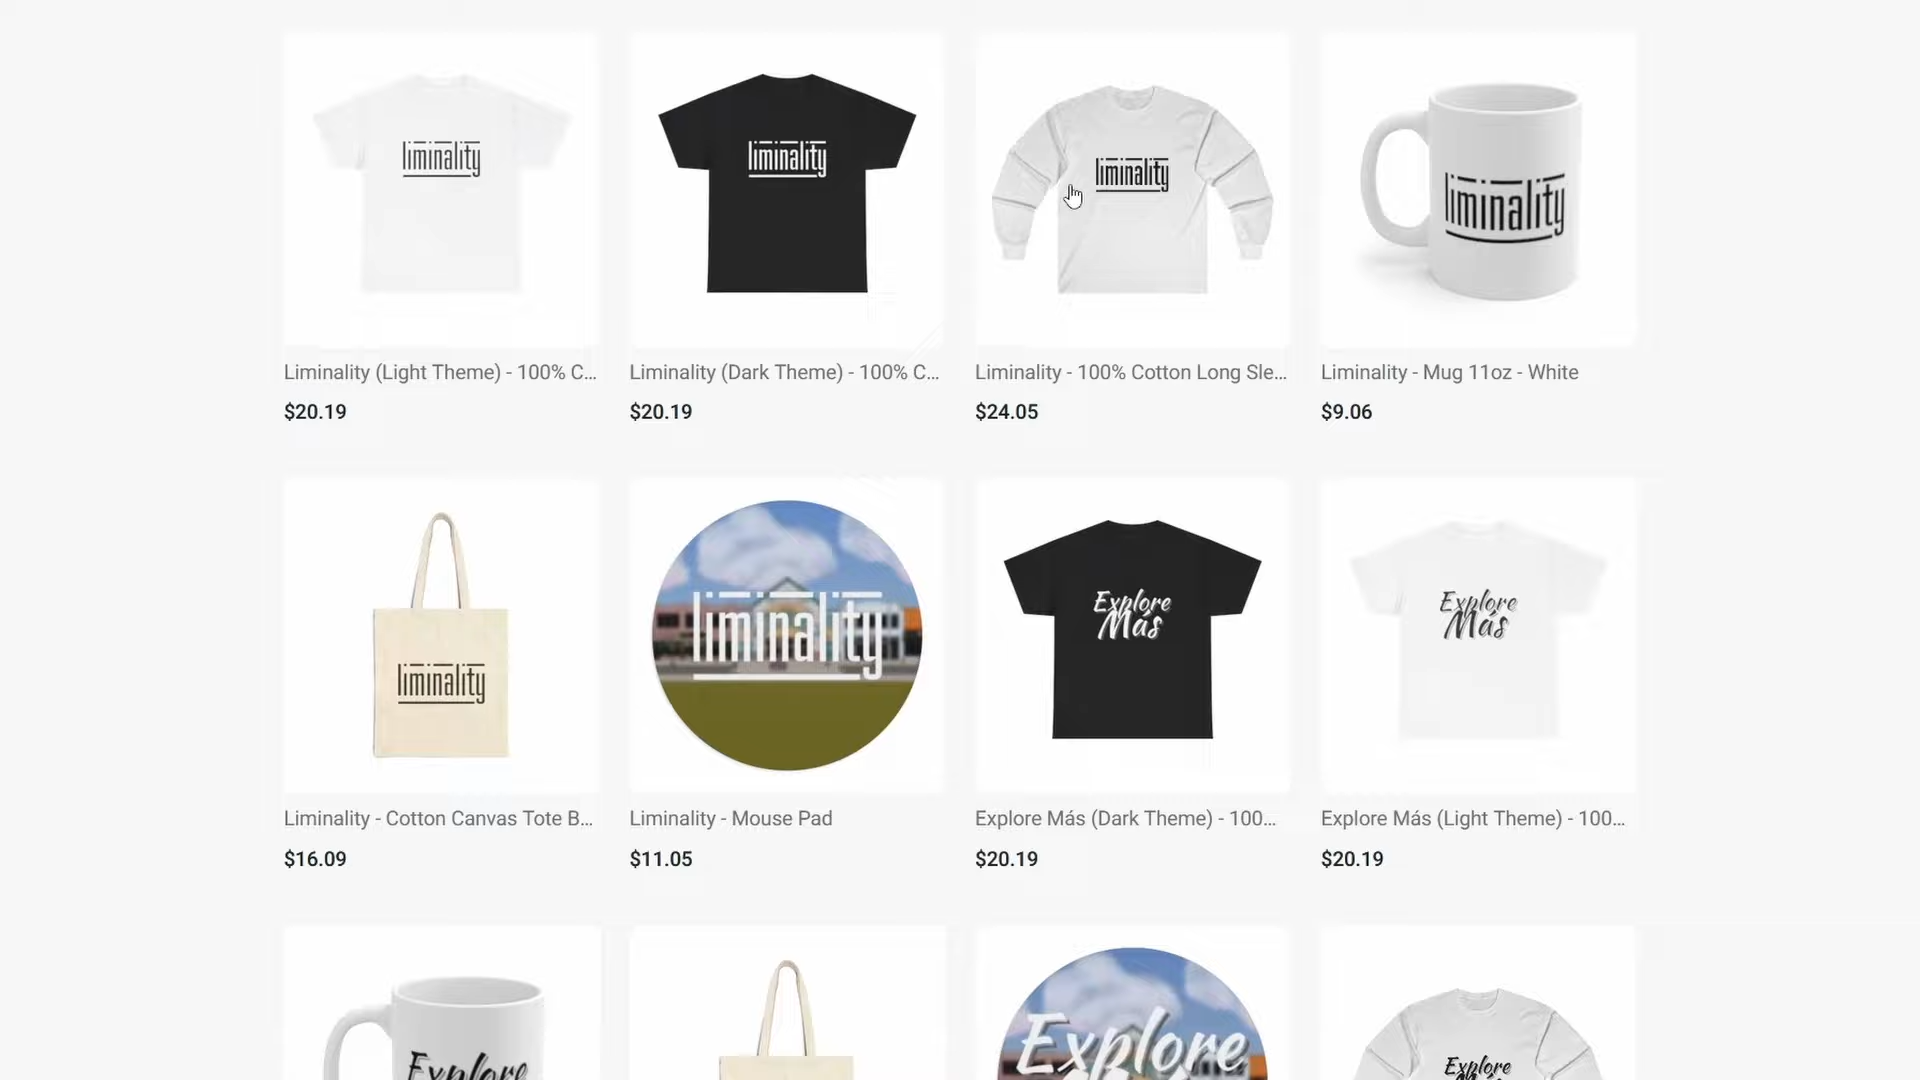 liminality
liminality
liminality
liminality
Liminality (Light Theme) - 100% C...
Liminality (Dark Theme) - 100% C...
Liminality - 100% Cotton Long Sle...
Liminality - Mug 11oz - White
$20.19
$20.19
$24.05
$9.06
liminality
liminality
Explore
Más
Explore
Más
Liminality - Cotton Canvas Tote B...
Liminality - Mouse Pad
Explore Más (Dark Theme) - 100...
Explore Más (Light Theme) - 100...
$16.09
$11.05
$20.19
$20.19
Explore
Explore
Explore